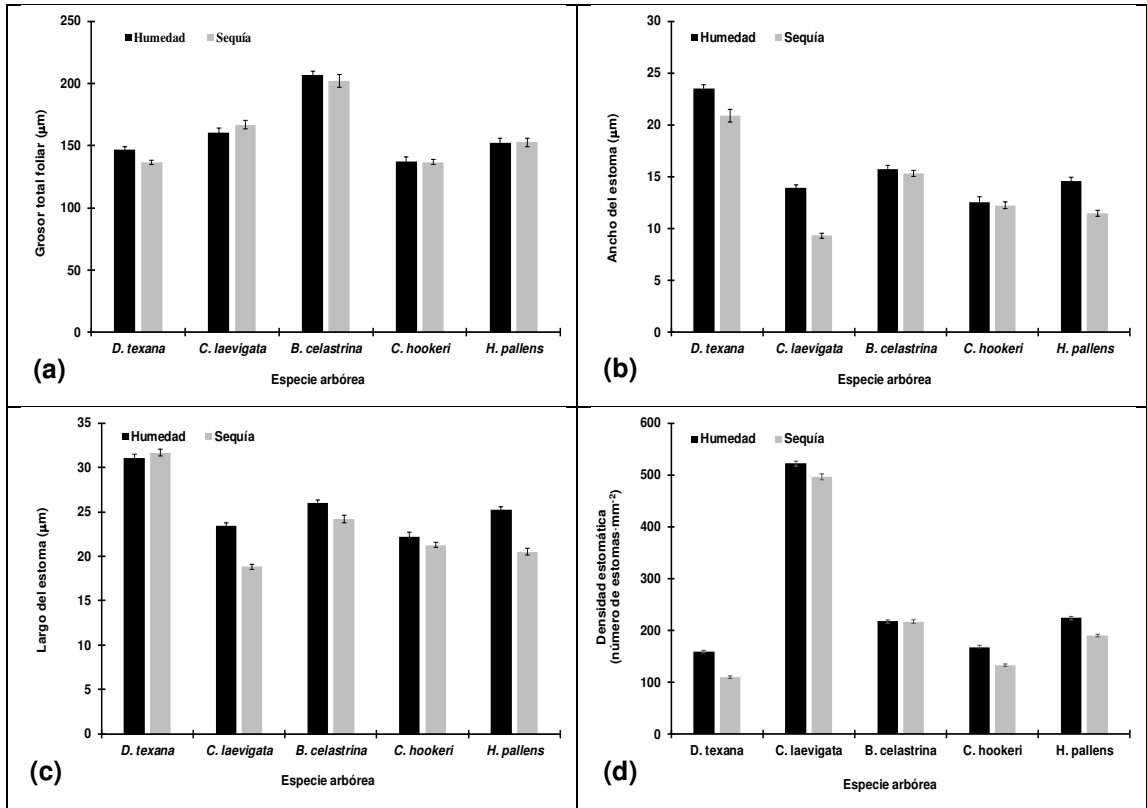 250
200
150
100
50
0
Grosor total foliar (µm)
Humedad Sequía
D. texana C. laevigata B. celastrina C. hookeri H. pallens
Especie arbórea
(a)
30
25
20
15
10
5
0
Ancho del estoma (µm)
Humedad Sequía
D. texana C. laevigata B. celastrina C. hookeri H. pallens
Especie arbórea
(b)
35
30
25
20
15
10
5
0
Largo del estoma (µm)
Humedad Sequía
D. texana C. laevigata B. celastrina C. hookeri H. pallens
Especie arbórea
(c)
600
500
400
300
200
100
0
Densidad estomática
(número de estomas·mm⁻²)
Humedad Sequía
D. texana C. laevigata B. celastrina C. hookeri H. pallens
Especie arbórea
(d)